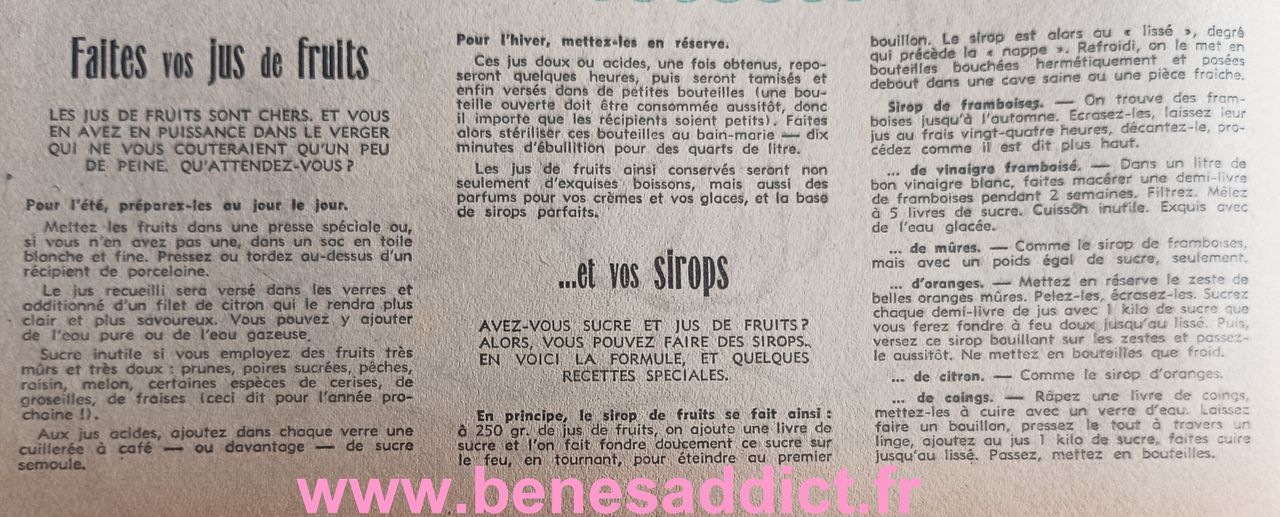 Faites vos jus de fruits
LES JUS DE FRUITS SONT CHERS. ET VOUS
EN AVEZ EN PUISSANCE DANS LE VERGER
QUI NE VOUS COUTERAIENT QU'UN PEU
DE PEINE. QU'ATTENDEZ-VOUS ?
Pour l'été, préparez-les au jour le jour.
Mettez les fruits dans une presse spéciale ou,
si vous n'en avez pas une, dans un sac en toile
blanche et fine. Pressez ou tordez au-dessus d'un
récipient de porcelaine.
Le jus recueilli sera versé dans les verres et
additionné d'un filet de citron qui le rendra plus
clair et plus savoureux. Vous pouvez y ajouter
de l'eau pure ou de l'eau gazeuse.
Sucre inutile si vous employez des fruits très
mûrs et très doux : prunes, poires sucrées, pêches,
raisin, melon, certaines espèces de cerises, de
groseilles, de fraises (ceci dit pour l'année pro-
chaine !).
Aux jus acides, ajoutez dans chaque verre une
cuillerée à café — ou davantage — de sucre
semoule.
Pour l'hiver, mettez-les en réserve.
Ces jus doux ou acides, une fois obtenus, repo-
seront quelques heures, puis seront tamisés et
enfin versés dans de petites bouteilles (une bou-
teille ouverte doit être consommée aussitôt, donc
il importe que les récipients soient petits). Faites
alors stériliser ces bouteilles au bain-marie — dix
minutes d'ébullition pour des quarts de litre.
Les jus de fruits ainsi conservés seront non
seulement d'exquises boissons, mais aussi des
parfums pour vos crèmes et vos glaces, et la base
de sirops parfaits.
...et vos sirops
AVEZ-VOUS SUCRE ET JUS DE FRUITS ?
ALORS, VOUS POUVEZ FAIRE DES SIROPS.
EN VOICI LA FORMULE, ET QUELQUES
RECETTES SPECIALES.
En principe, le sirop de fruits se fait ainsi :
à 250 gr. de jus de fruits, on ajoute une livre de
sucre et l'on fait fondre doucement ce sucre sur
le feu, en tournant, pour éteindre au premier
bouillon. Le sirop est alors au « lissé », degré
qui précède la « nappe ». Refroidi, on le met en
bouteilles bouchées hermétiquement et posées
debout dans une cave saine ou une pièce fraîche.
Sirop de framboises. — On trouve des fram-
boises jusqu'à l'automne. Ecrasez-les, laissez leur
jus au frais vingt-quatre heures, décantez-le, pro-
cédez comme il est dit plus haut.
... de vinaigre framboisé. — Dans un litre de
bon vinaigre blanc, faites macérer une demi-livre
de framboises pendant 2 semaines. Filtrez. Mêlez
à 5 livres de sucre. Cuisson inutile. Exquis avec
de l'eau glacée.
... de mûres. — Comme le sirop de framboises,
mais avec un poids égal de sucre, seulement.
... d'oranges. — Mettez en réserve le zeste de
belles oranges mûres. Pelez-les, écrasez-les. Sucrez
chaque demi-livre de jus avec 1 kilo de sucre que
vous ferez fondre à feu doux jusqu'au lissé. Puis,
versez ce sirop bouillant sur les zestes et passez-
le aussitôt. Ne mettez en bouteilles que froid.
... de citron. — Comme le sirop d'oranges.
... de coings. — Râpez une livre de coings,
mettez-les à cuire avec un verre d'eau. Laissez
faire un bouillon, pressez le tout à travers un
linge, ajoutez au jus 1 kilo de sucre, faites cuire
jusqu'au lissé. Passez, mettez en bouteilles.
www.benesaddict.fr